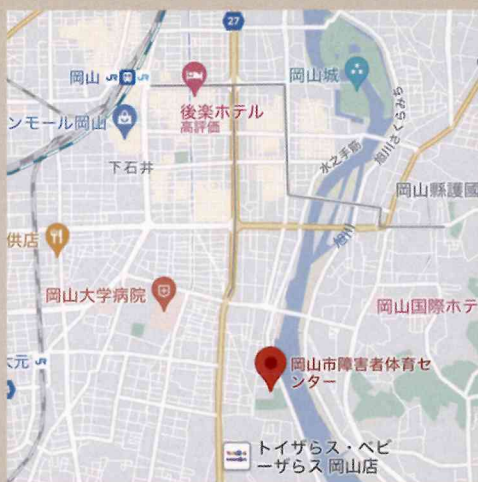 27
岡山
岡山城
後楽ホテル
高評価
ンモール岡山
下石井
水之手筋
旭川さくらみち
岡山縣護國
供店
旭川
岡山大学病院
岡山国際ホテ
大元
岡山市障害者体育セ
ンター
トイザらス・ベビ
ーザらス 岡山店